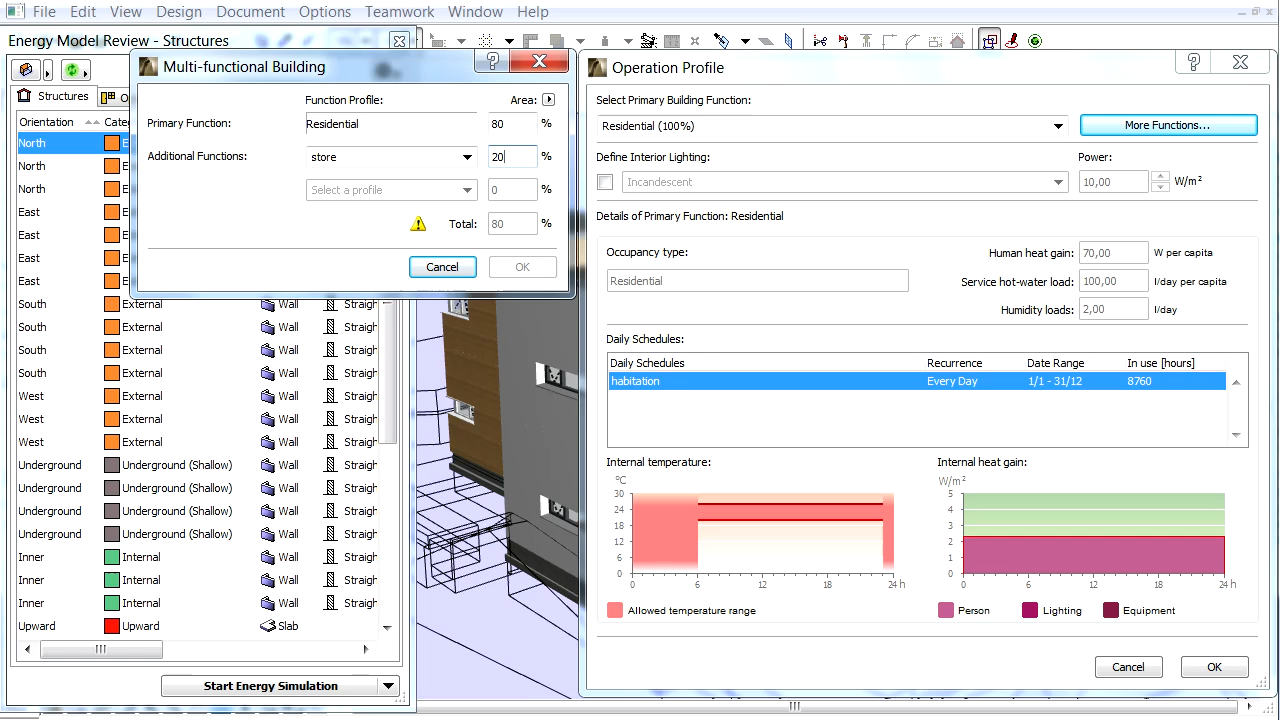 File Edit View Design Document Options Teamwork Window Help
Energy Model Review - Structures
Structures
Orientation Categ
North E
North E
North E
East E
East E
East E
East E
South External Wall Straigh
South External Wall Straigh
South External Wall Straigh
South External Wall Straigh
West External Wall Straigh
West External Wall Straigh
West External Wall Straigh
Underground Underground (Shallow) Wall Straigh
Underground Underground (Shallow) Wall Straigh
Underground Underground (Shallow) Wall Straigh
Underground Underground (Shallow) Wall Straigh
Inner Internal Wall Straigh
Inner Internal Wall Straigh
Inner Internal Wall Straigh
Upward Upward Slab
Start Energy Simulation
Multi-functional Building
Function Profile: Area:
Primary Function: Residential 80 %
Additional Functions: store 20 %
Select a profile 0 %
Total: 80 %
Cancel OK
Operation Profile
Select Primary Building Function:
Residential (100%) More Functions...
Define Interior Lighting: Power:
Incandescent 10,00 W/m²
Details of Primary Function: Residential
Occupancy type: Human heat gain: 70,00 W per capita
Residential Service hot-water load: 100,00 l/day per capita
Humidity loads: 2,00 l/day
Daily Schedules:
Daily Schedules Recurrence Date Range In use [hours]
habitation Every Day 1/1 - 31/12 8760
Internal temperature:
°C
30
24
18
12
6
0
0 6 12 18 24 h
Allowed temperature range
Internal heat gain:
W/m²
5
4
3
2
1
0
0 6 12 18 24 h
Person Lighting Equipment
Cancel OK